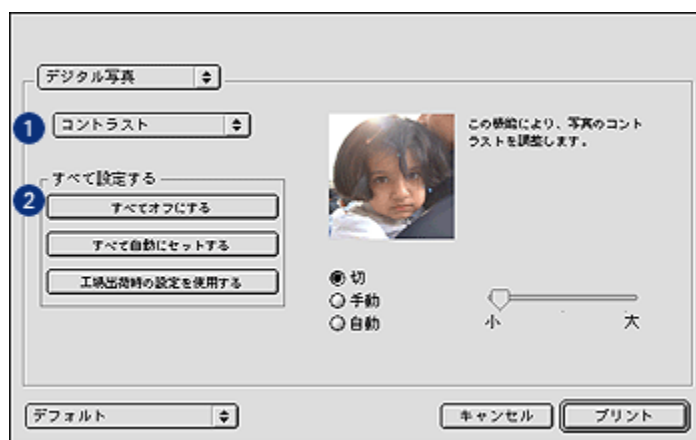 デジタル写真
1
コントラスト
この機能により、写真のコント
ラストを調整します。
すべて設定する
2
すべてオフにする
すべて自動にセットする
工場出荷時の設定を使用する
切
手動
自動
小 大
デフォルト
キャンセル
プリント